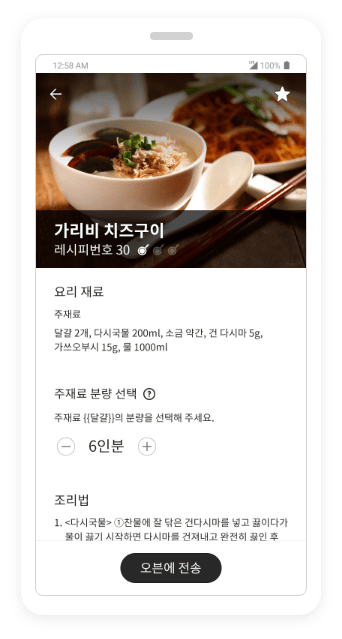 12:58 AM
100%
가리비 치즈구이
레시피번호 30
요리 재료
주재료
달걀 2개, 다시국물 200ml, 소금 약간, 건 다시마 5g,
가쓰오부시 15g, 물 1000ml
주재료 분량 선택 ?
주재료 {{달걀}}의 분량을 선택해 주세요.
6인분
조리법
1. <다시국물> ①찬물에 잘 닦은 건다시마를 넣고 끓이다가
물이 끓기 시작하면 다시마를 건져내고 완전히 끓인 후
오븐에 전송